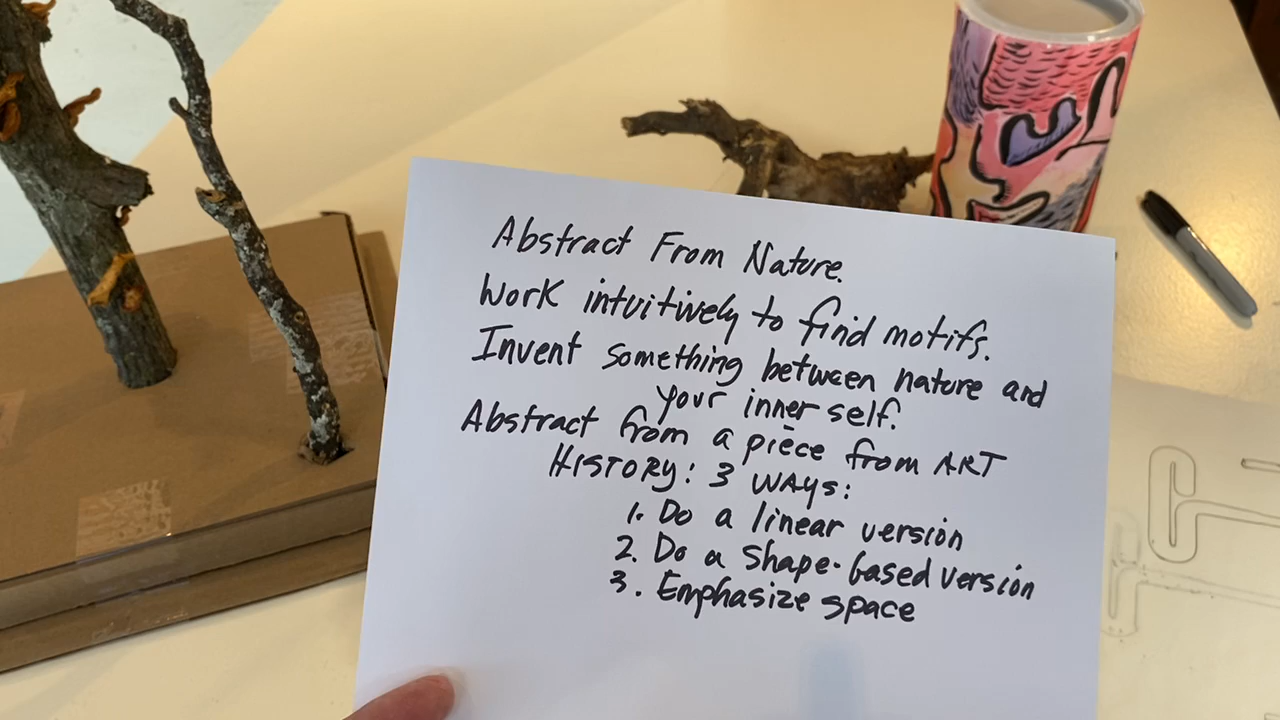 Abstract From Nature.
Work intuitively to find motifs.
Invent something between nature and
your inner self.
Abstract from a piece from ART
HISTORY: 3 WAYS:
1. Do a linear version
2. Do a Shape-based version
3. Emphasize space